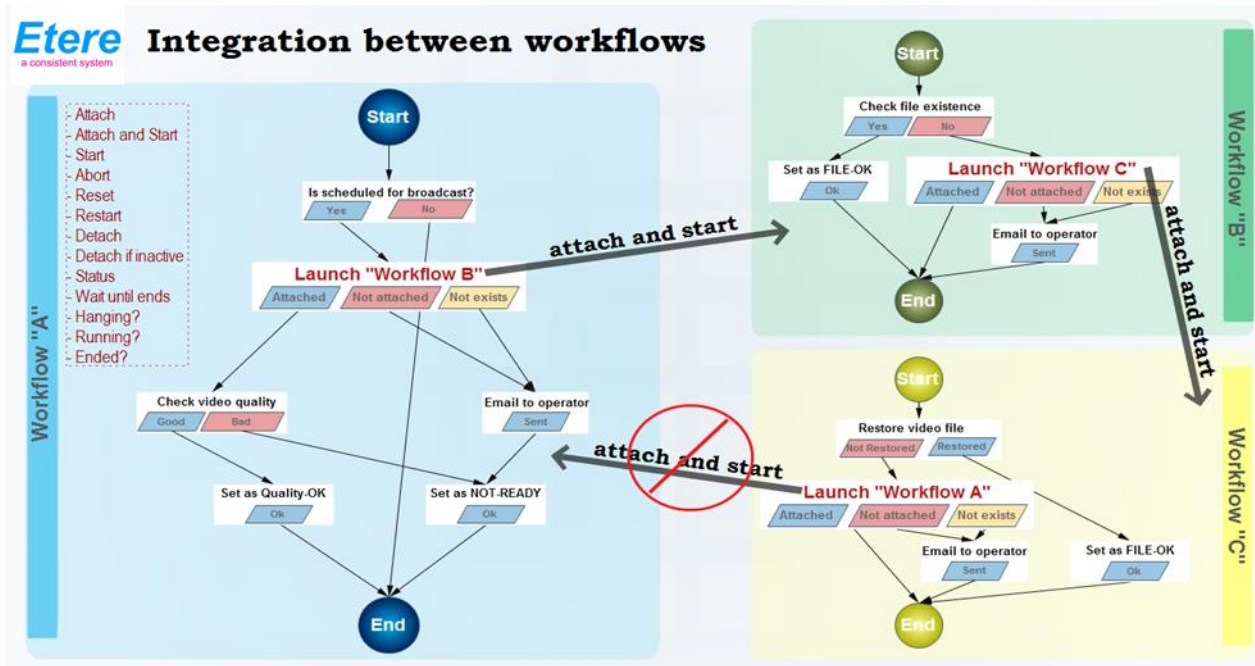 Etere
a consistent system
Integration between workflows
Workflow "A"
- Attach
- Attach and Start
- Start
- Abort
- Reset
- Restart
- Detach
- Detach if inactive
- Status
- Wait until ends
- Hanging?
- Running?
- Ended?
Start
Is scheduled for broadcast?
Yes No
Launch "Workflow B"
Attached Not attached Not exists
Check video quality
Good Bad
Email to operator
Sent
Set as Quality-OK
Ok
Set as NOT-READY
Ok
End
attach and start
Workflow "B"
Start
Check file existence
Yes No
Set as FILE-OK
Ok
Launch "Workflow C"
Attached Not attached Not exists
Email to operator
Sent
End
attach and start
Workflow "C"
Start
Restore video file
Not Restored Restored
Launch "Workflow A"
Attached Not attached Not exists
Email to operator
Sent
Set as FILE-OK
Ok
End
attach and start